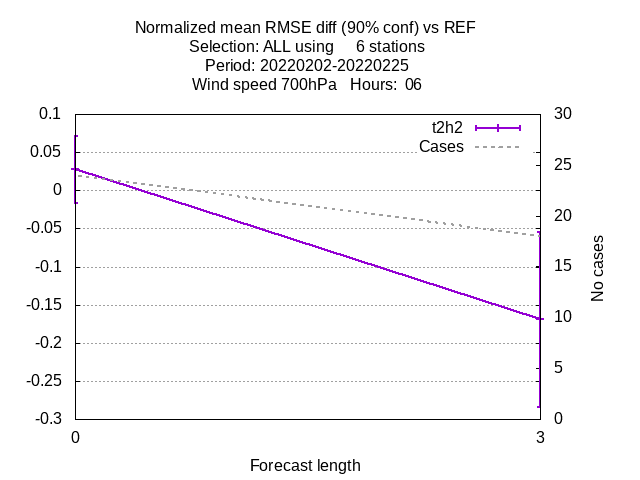 Normalized mean RMSE diff (90% conf) vs REF
Selection: ALL using     6 stations
Period: 20220202-20220225
Wind speed 700hPa   Hours:  06
0.1
0.05
0
-0.05
-0.1
-0.15
-0.2
-0.25
-0.3
t2h2
Cases
30
25
20
15
10
5
0
No cases
0
3
Forecast length